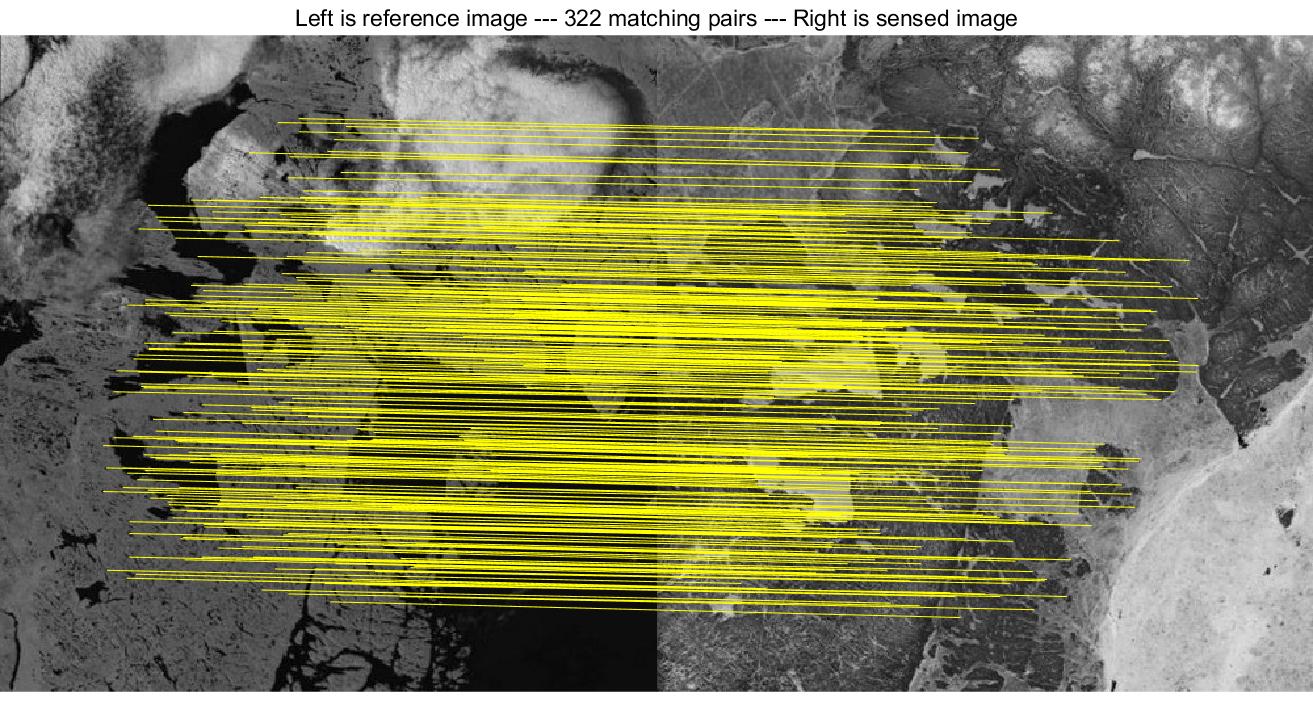 Left is reference image --- 322 matching pairs --- Right is sensed image